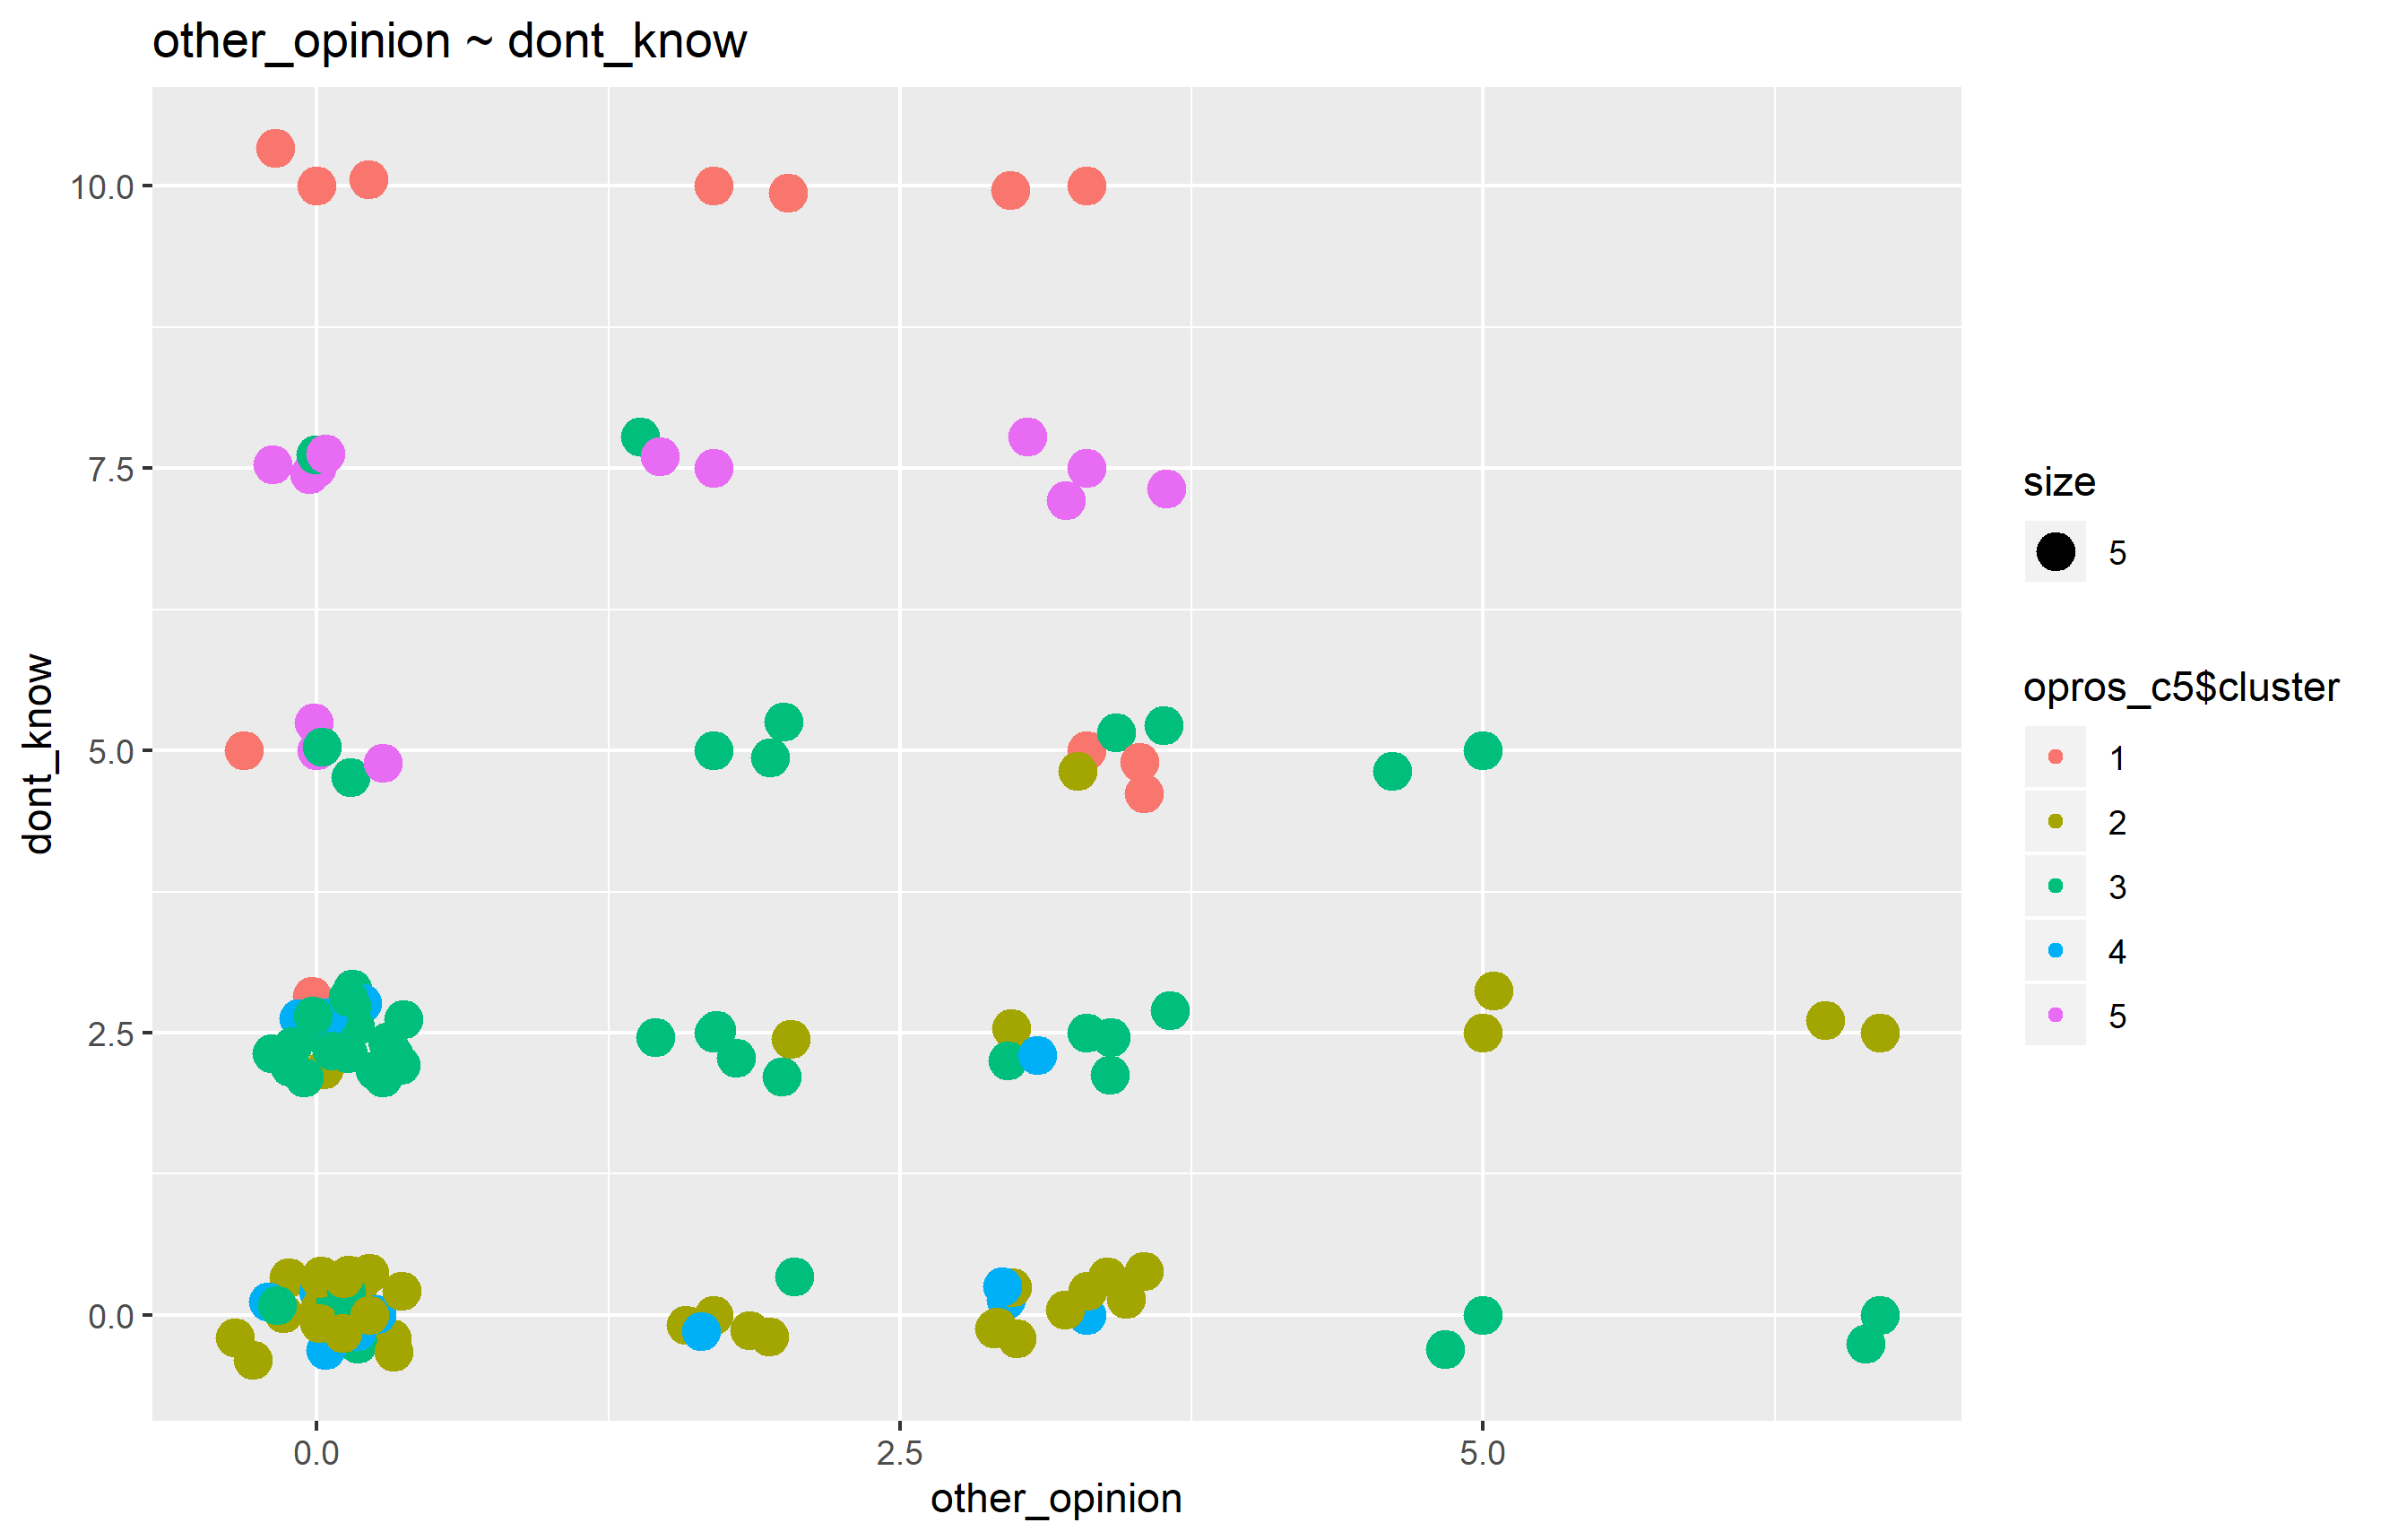 other_opinion ~ dont_know
10.0
7.5
5.0
2.5
0.0
dont_know
0.0
2.5
5.0
other_opinion
size
5
opros_c5$cluster
1
2
3
4
5